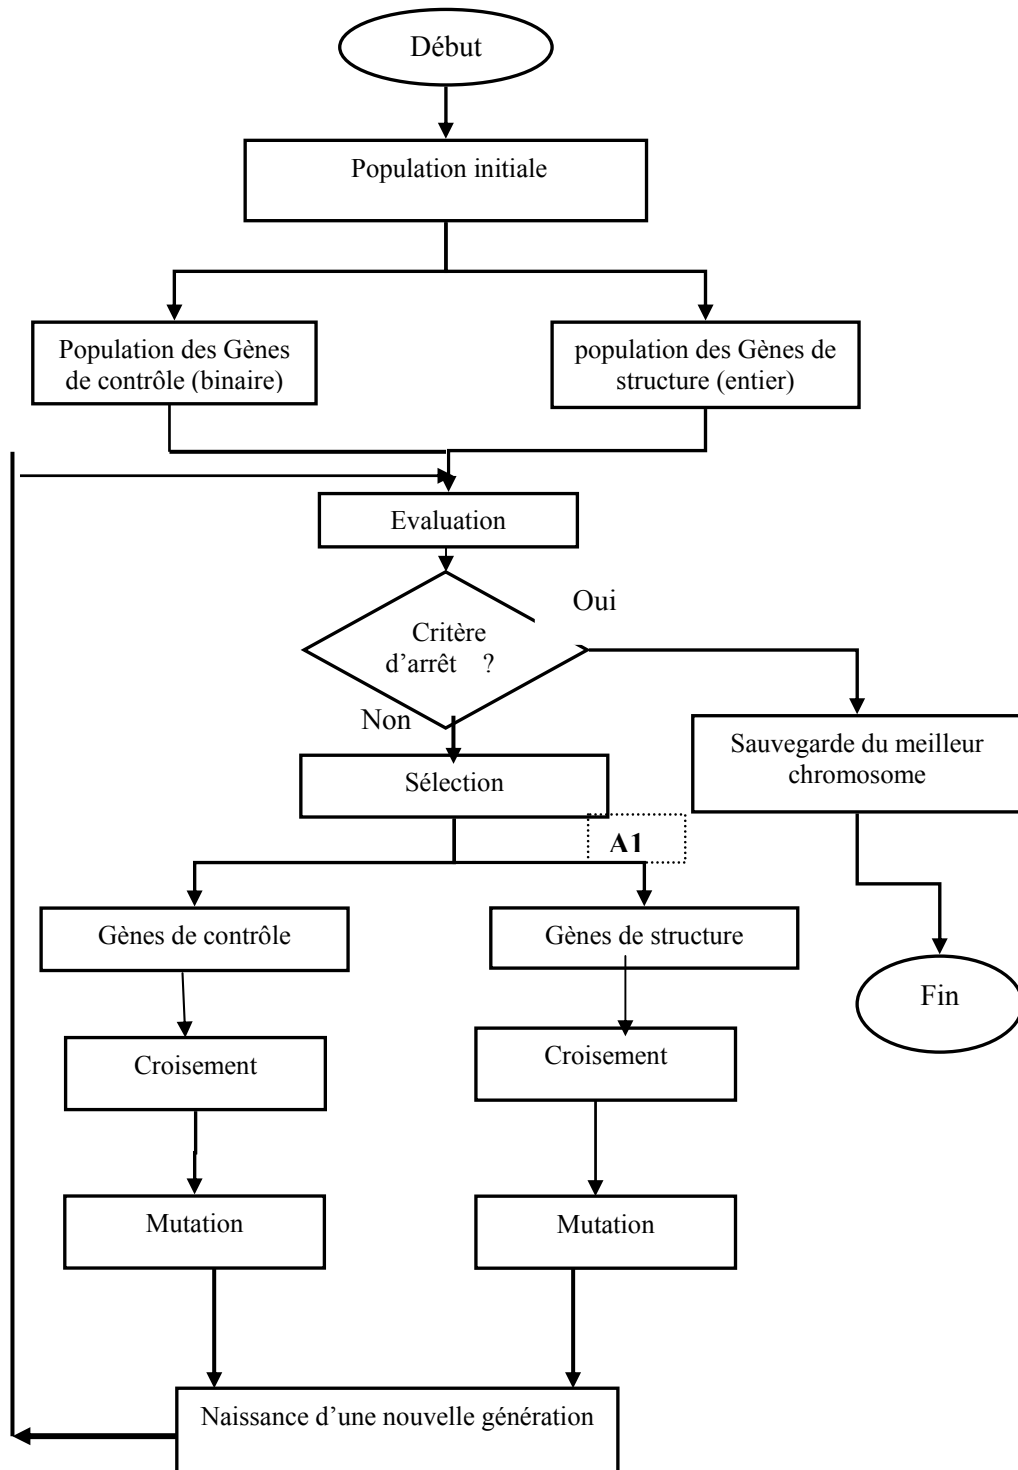 Début
Population initiale
Population des Gènes
de contrôle (binaire)
population des Gènes de
structure (entier)
Evaluation
Oui
Critère
d’arrêt ?
Non
Sauvegarde du meilleur
chromosome
Sélection
A1
Gènes de contrôle
Gènes de structure
Fin
Croisement
Croisement
Mutation
Mutation
Naissance d’une nouvelle génération